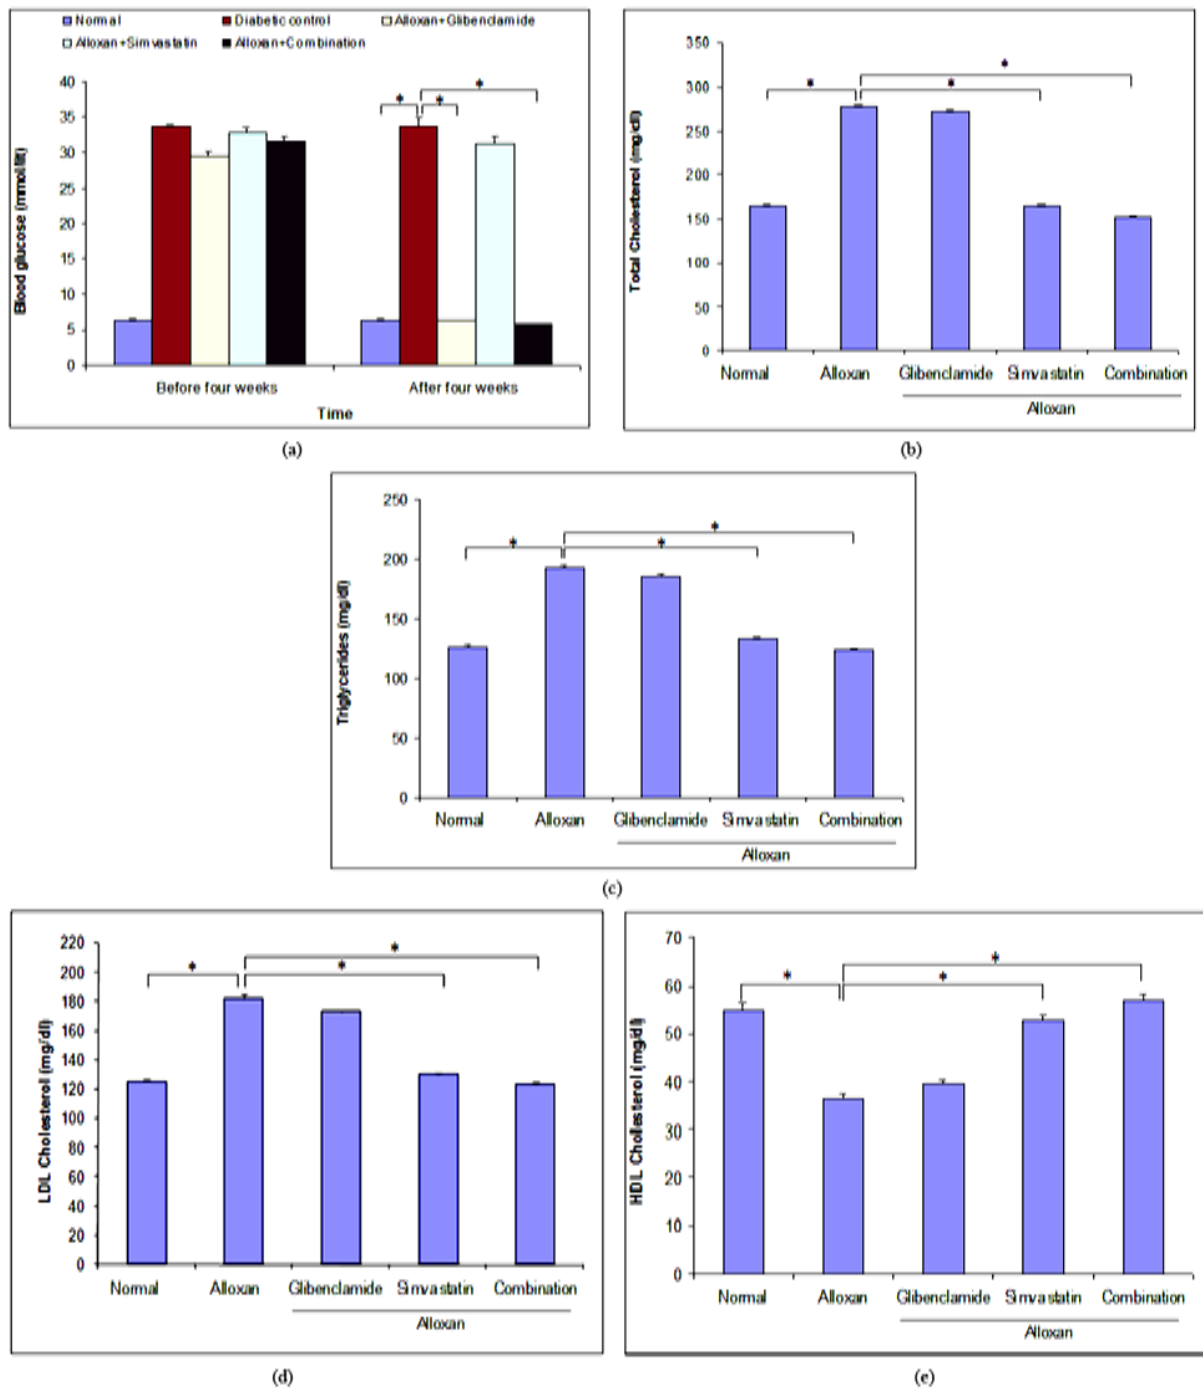 Normal Diabetic control Alloxan+Glibenclamide
Alloxan+Simvastatin Alloxan+Combination
Blood glucose (mmol/lit)
40
35
30
25
20
15
10
5
0
* * *
Before four weeks After four weeks
Time
(a)
Total Cholesterol (mg/dl)
350
300
250
200
150
100
50
0
* * *
Normal Alloxan Glibenclamide Simvastatin Combination
Alloxan
(b)
Triglycerides (mg/dl)
250
200
150
100
50
0
* * *
Normal Alloxan Glibenclamide Simvastatin Combination
Alloxan
(c)
LDL Cholesterol (mg/dl)
220
200
180
160
140
120
100
80
60
40
20
0
* * *
Normal Alloxan Glibenclamide Simvastatin Combination
Alloxan
(d)
HDL Cholesterol (mg/dl)
70
60
50
40
30
20
10
0
* * *
Normal Alloxan Glibenclamide Simvastatin Combination
Alloxan
(e)